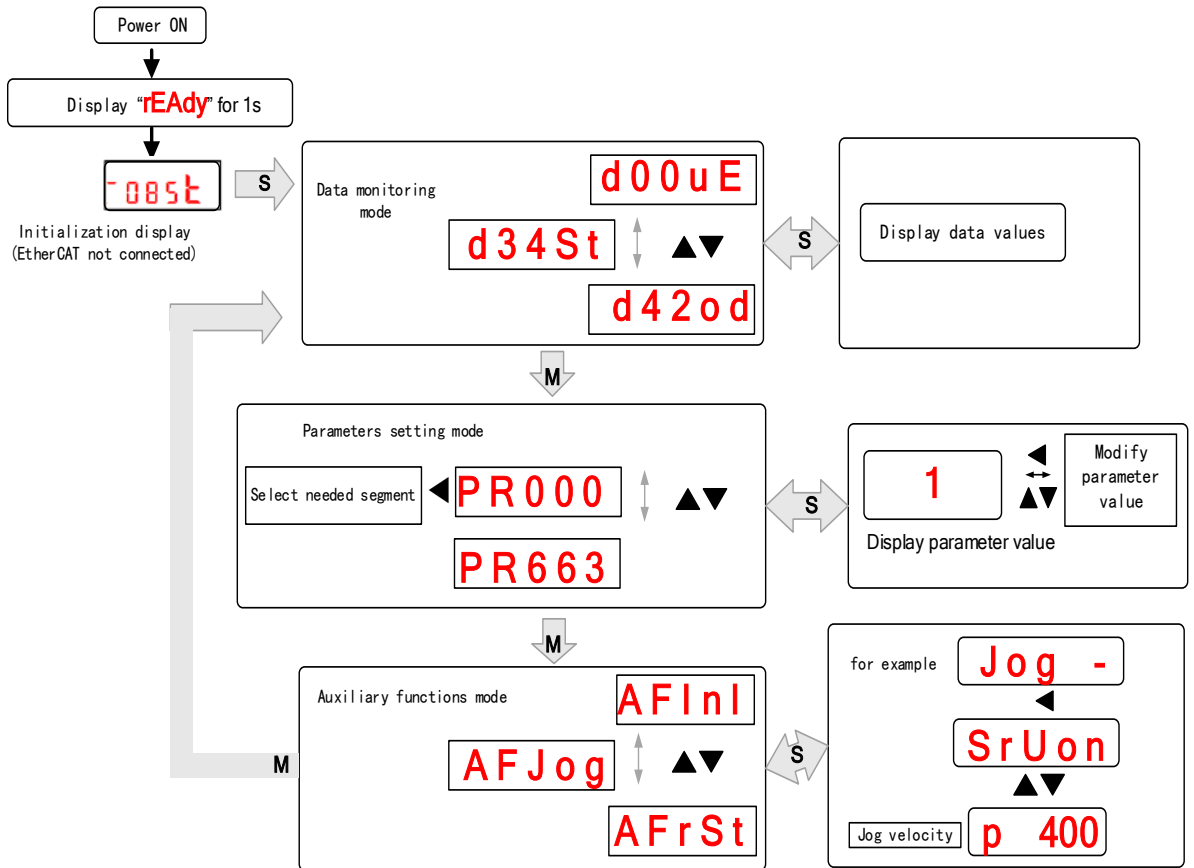 Power ON
Display “rEAdy” for 1s
-085t
Initialization display
(EtherCAT not connected)
S
Data monitoring
mode
d00uE
d34St
▲▼
d42od
S
Display data values
M
Parameters setting mode
Select needed segment
◀
PR000
▲▼
PR663
S
1
◀
▲▼
Modify
parameter
value
Display parameter value
M
Auxiliary functions mode
AFInI
AFJog
▲▼
AFrSt
M
S
for example
Jog -
◀
SrUon
▲▼
Jog velocity
p 400